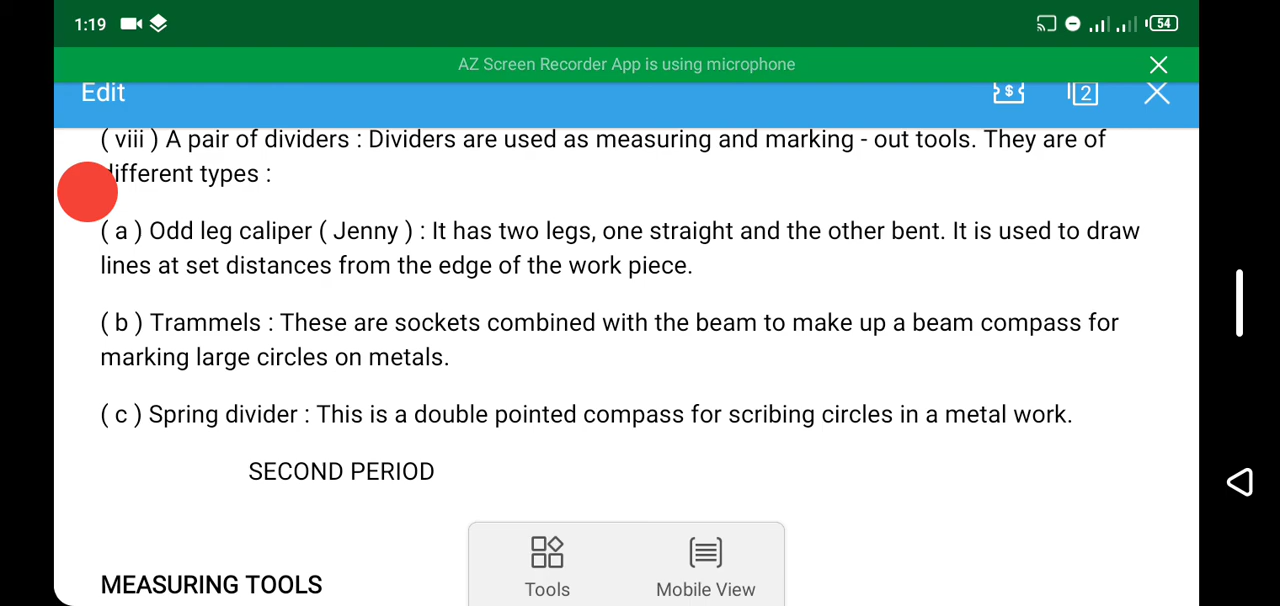 1:19
54
AZ Screen Recorder App is using microphone
Edit
2
( viii ) A pair of dividers : Dividers are used as measuring and marking - out tools. They are of
different types :
( a ) Odd leg caliper ( Jenny ) : It has two legs, one straight and the other bent. It is used to draw
lines at set distances from the edge of the work piece.
( b ) Trammels : These are sockets combined with the beam to make up a beam compass for
marking large circles on metals.
( c ) Spring divider : This is a double pointed compass for scribing circles in a metal work.
SECOND PERIOD
Tools
Mobile View
MEASURING TOOLS